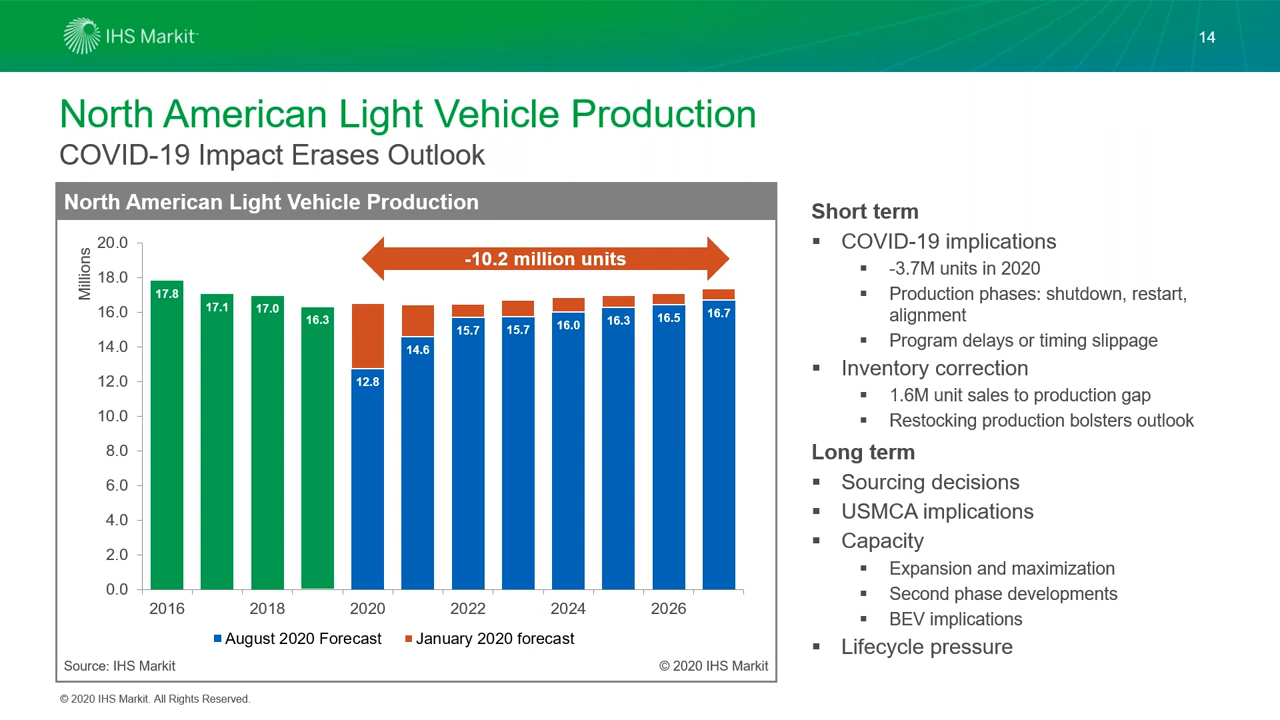 IHS Markit™
14
North American Light Vehicle Production
COVID-19 Impact Erases Outlook
North American Light Vehicle Production
Millions
20.0
18.0
16.0
14.0
12.0
10.0
8.0
6.0
4.0
2.0
0.0
-10.2 million units
17.8
17.1
17.0
16.3
12.8
14.6
15.7
15.7
16.0
16.3
16.5
16.7
2016 2018 2020 2022 2024 2026
August 2020 Forecast January 2020 forecast
Source: IHS Markit © 2020 IHS Markit
Short term
▪ COVID-19 implications
▪ -3.7M units in 2020
▪ Production phases: shutdown, restart,
alignment
▪ Program delays or timing slippage
▪ Inventory correction
▪ 1.6M unit sales to production gap
▪ Restocking production bolsters outlook
Long term
▪ Sourcing decisions
▪ USMCA implications
▪ Capacity
▪ Expansion and maximization
▪ Second phase developments
▪ BEV implications
▪ Lifecycle pressure
© 2020 IHS Markit. All Rights Reserved.